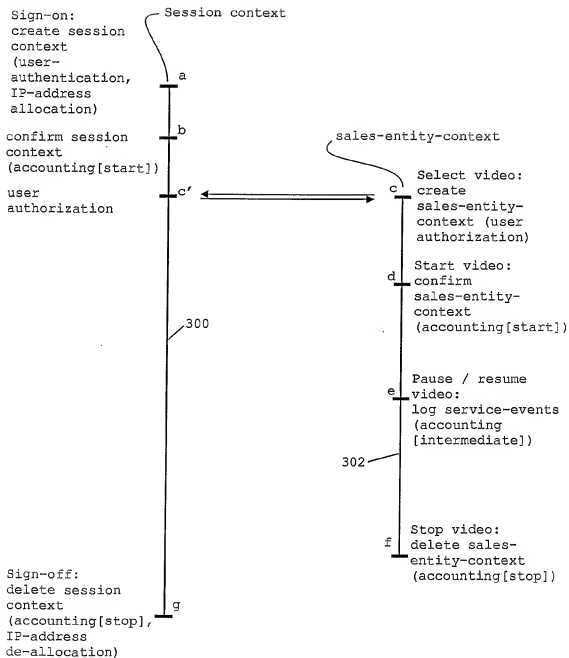 Sign-on:
create session
context
(user-
authentication,
IP-address
allocation)
Session context
a
b
confirm session
context
(accounting[start])
user
authorization
c'
sales-entity-context
c
Select video:
create
sales-entity-
context (user
authorization)
d
Start video:
confirm
sales-entity-
context
(accounting[start])
300
e
Pause / resume
video:
log service-events
(accounting
[intermediate])
302
f
Stop video:
delete sales-
entity-context
(accounting[stop])
Sign-off:
delete session
context
(accounting[stop],
IP-address
de-allocation)
g